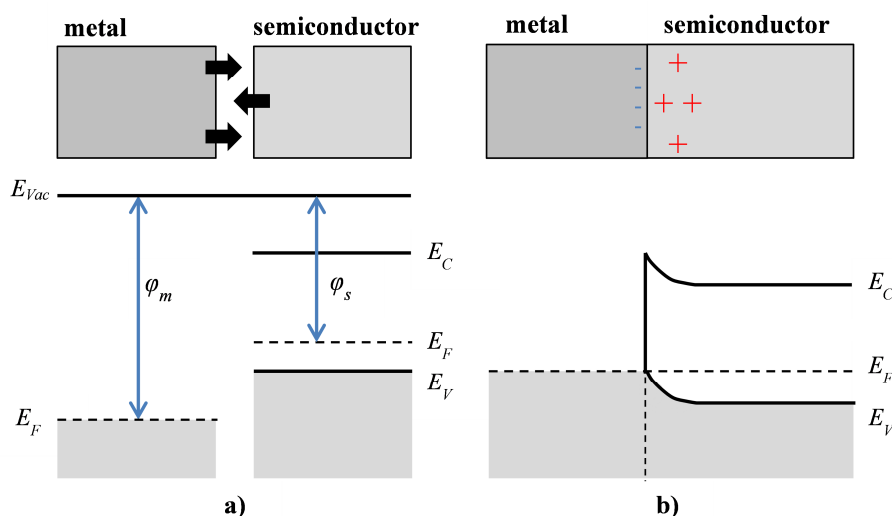 metal
semiconductor
metal
semiconductor
E_Vac
E_C
φ_m
φ_s
E_F
E_V
E_F
a)
- - - -
+ + + +
E_C
E_F
E_V
b)